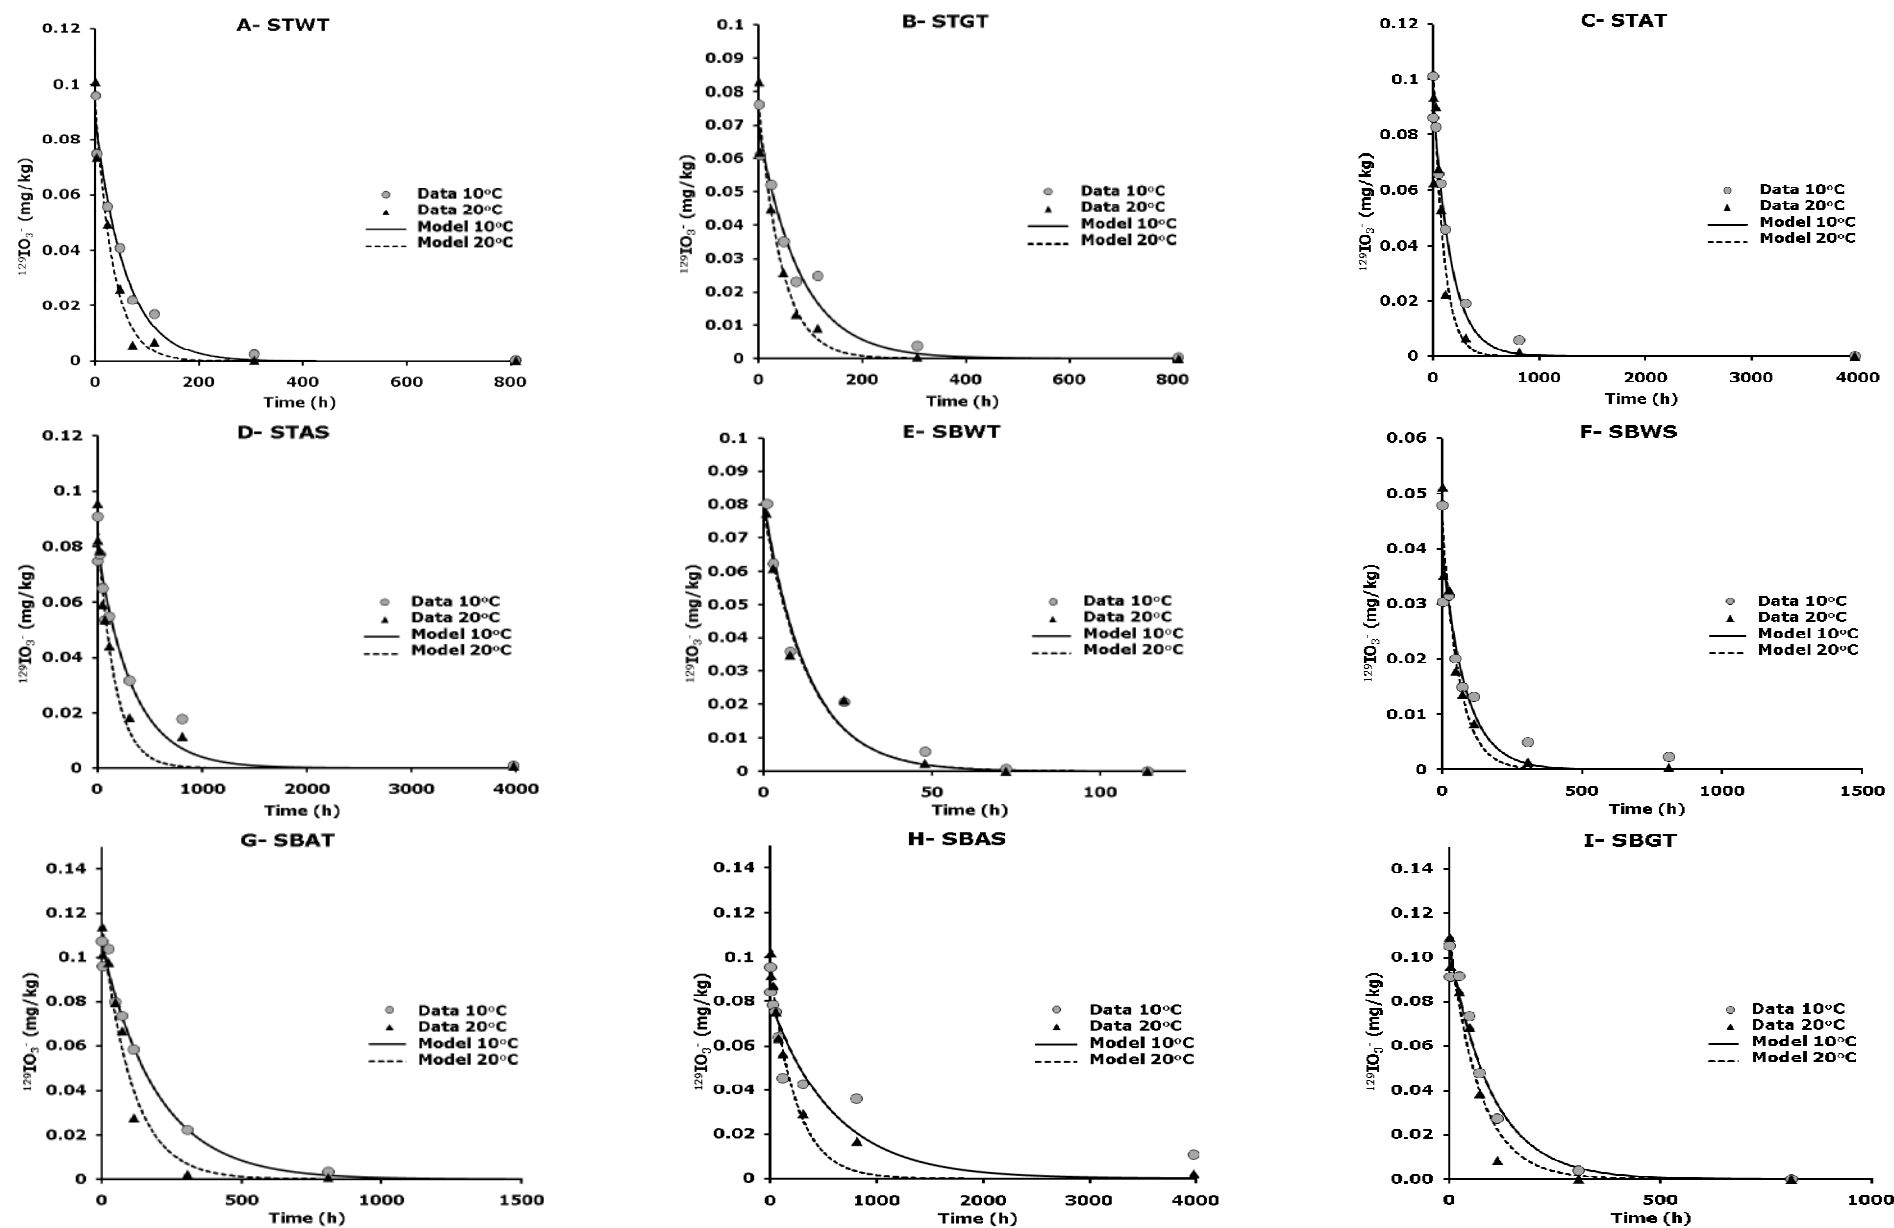 A- STWT
0.12
0.1
0.08
0.06
0.04
0.02
0
0 200 400 600 800
Time (h)
129IO3- (mg/kg)
Data 10oC
Data 20oC
Model 10oC
Model 20oC
B- STGT
0.1
0.09
0.08
0.07
0.06
0.05
0.04
0.03
0.02
0.01
0
0 200 400 600 800
Time (h)
129IO3- (mg/kg)
Data 10oC
Data 20oC
Model 10oC
Model 20oC
C- STAT
0.12
0.1
0.08
0.06
0.04
0.02
0
0 1000 2000 3000 4000
Time (h)
129IO3- (mg/kg)
Data 10oC
Data 20oC
Model 10oC
Model 20oC
D- STAS
0.12
0.1
0.08
0.06
0.04
0.02
0
0 1000 2000 3000 4000
Time (h)
129IO3- (mg/kg)
Data 10oC
Data 20oC
Model 10oC
Model 20oC
E- SBWT
0.1
0.09
0.08
0.07
0.06
0.05
0.04
0.03
0.02
0.01
0
0 50 100
Time (h)
129IO3- (mg/kg)
Data 10oC
Data 20oC
Model 10oC
Model 20oC
F- SBWS
0.06
0.05
0.04
0.03
0.02
0.01
0
0 500 1000 1500
Time (h)
129IO3- (mg/kg)
Data 10oC
Data 20oC
Model 10oC
Model 20oC
G- SBAT
0.14
0.12
0.1
0.08
0.06
0.04
0.02
0
0 500 1000 1500
Time (h)
129IO3- (mg/kg)
Data 10oC
Data 20oC
Model 10oC
Model 20oC
H- SBAS
0.14
0.12
0.1
0.08
0.06
0.04
0.02
0
0 1000 2000 3000 4000
Time (h)
129IO3- (mg/kg)
Data 10oC
Data 20oC
Model 10oC
Model 20oC
I- SBGT
0.14
0.12
0.10
0.08
0.06
0.04
0.02
0.00
0 500 1000
Time (h)
129IO3- (mg/kg)
Data 10oC
Data 20oC
Model 10oC
Model 20oC